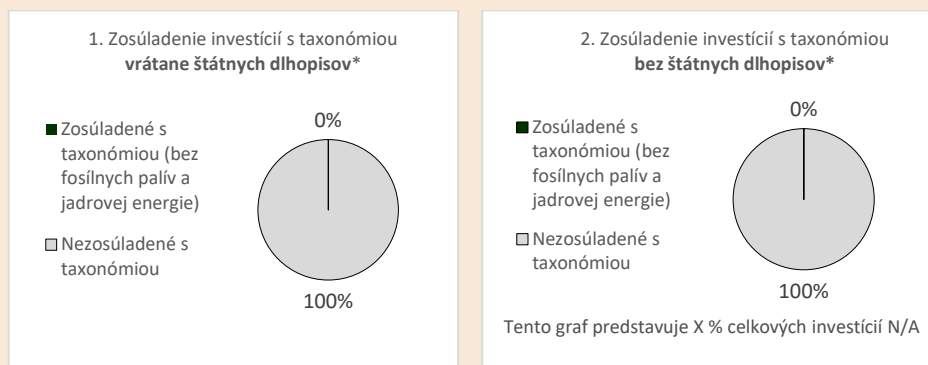 1. Zosúladenie investícií s taxonómiou
vrátane štátnych dlhopisov*
Zosúladené s
taxonómiou (bez
fosílnych palív a
jadrovej energie)
Nezosúladené s
taxonómiou
0%
100%
2. Zosúladenie investícií s taxonómiou
bez štátnych dlhopisov*
Zosúladené s
taxonómiou (bez
fosílnych palív a
jadrovej energie)
Nezosúladené s
taxonómiou
0%
100%
Tento graf predstavuje X % celkových investícií N/A